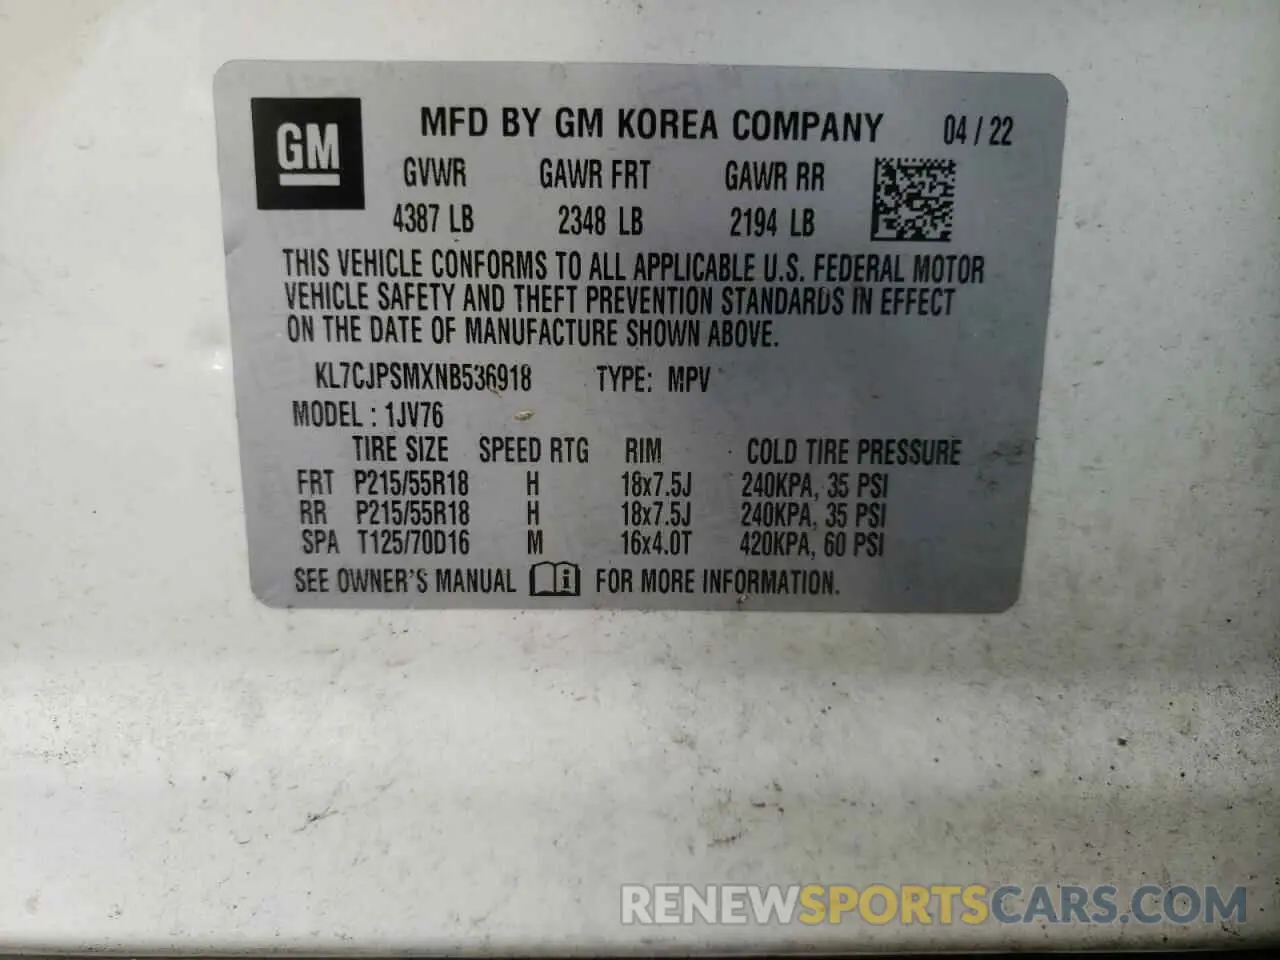 GM
MFD BY GM KOREA COMPANY 04 / 22
GVWR GAWR FRT GAWR RR
4387 LB 2348 LB 2194 LB
THIS VEHICLE CONFORMS TO ALL APPLICABLE U.S. FEDERAL MOTOR
VEHICLE SAFETY AND THEFT PREVENTION STANDARDS IN EFFECT
ON THE DATE OF MANUFACTURE SHOWN ABOVE.
KL7CJPSMXNB536918 TYPE: MPV
MODEL : 1JV76
TIRE SIZE SPEED RTG RIM COLD TIRE PRESSURE
FRT P215/55R18 H 18x7.5J 240KPA, 35 PSI
RR P215/55R18 H 18x7.5J 240KPA, 35 PSI
SPA T125/70D16 M 16x4.0T 420KPA, 60 PSI
SEE OWNER'S MANUAL i FOR MORE INFORMATION.
RENEWSPORTSCARS.COM